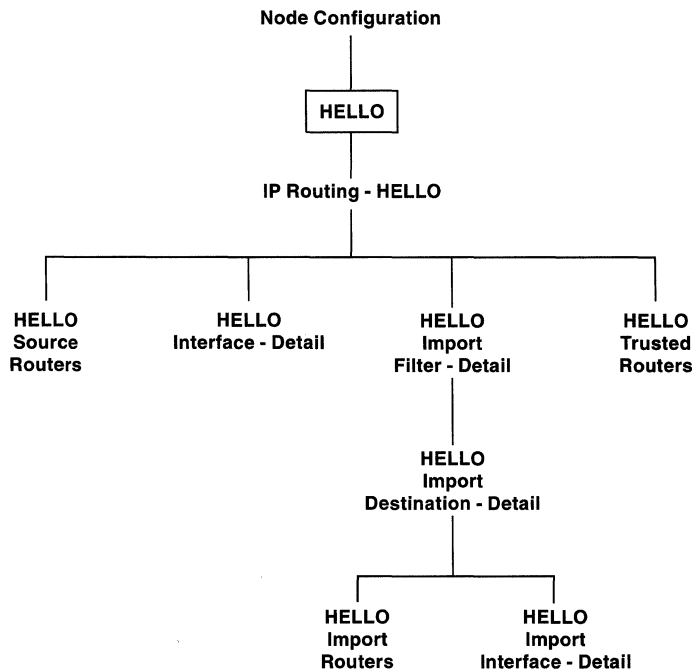 Node Configuration
HELLO
IP Routing - HELLO
HELLO
Source
Routers
HELLO
Interface - Detail
HELLO
Import
Filter - Detail
HELLO
Trusted
Routers
HELLO
Import
Destination - Detail
HELLO
Import
Routers
HELLO
Import
Interface - Detail